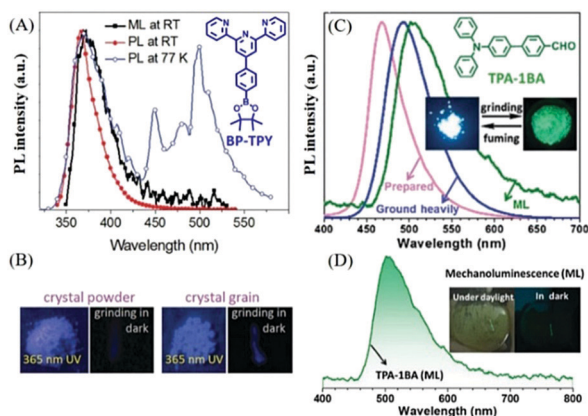 (A)
PL intensity (a.u.)
ML at RT
PL at RT
PL at 77 K
N
N
N
O
B
O
BP-TPY
350 400 450 500 550
Wavelength (nm)
(B)
crystal powder
crystal grain
grinding in
dark
grinding in
dark
365 nm UV
365 nm UV
(C)
PL intensity (a.u.)
N
CHO
TPA-1BA
grinding
fuming
Prepared
Ground heavily
ML
400 450 500 550 600 650 700
Wavelength (nm)
(D)
PL intensity (a.u.)
Mechanoluminescence (ML)
Under daylight
In dark
TPA-1BA (ML)
400 500 600 700 800
Wavelength (nm)